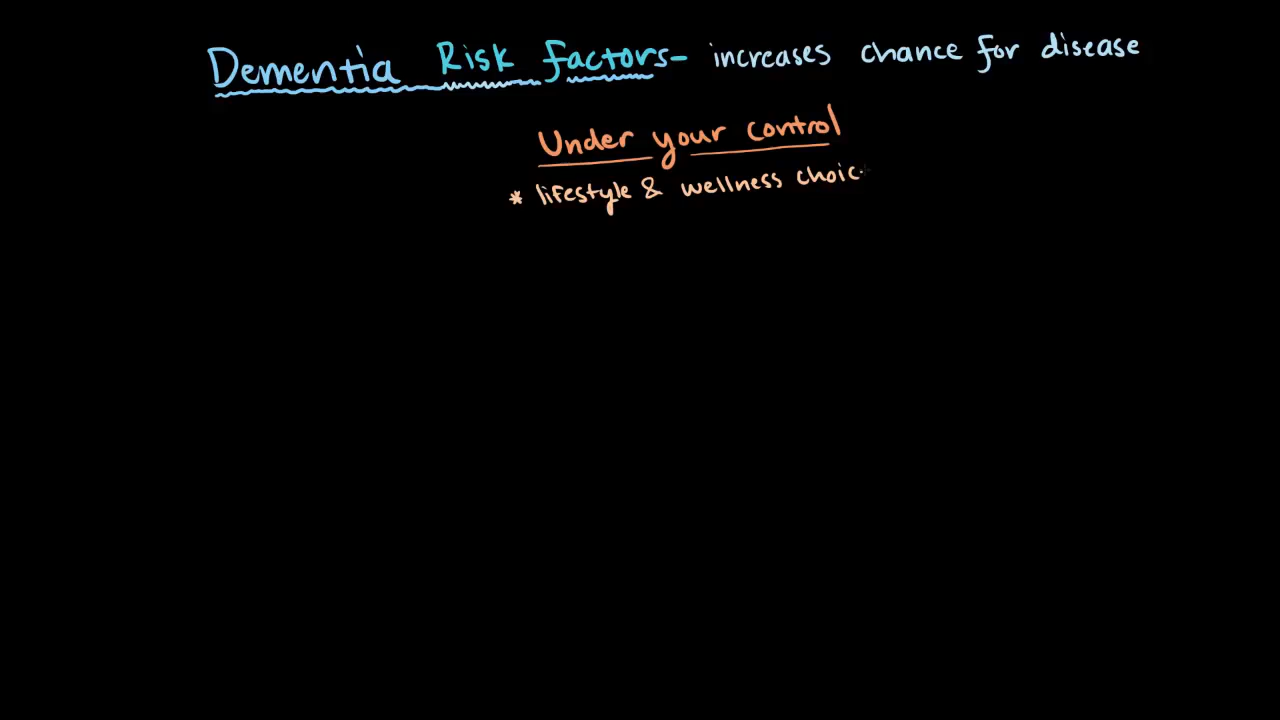 Dementia Risk factors- increases chance for disease
Under your control
* lifestyle & wellness choic